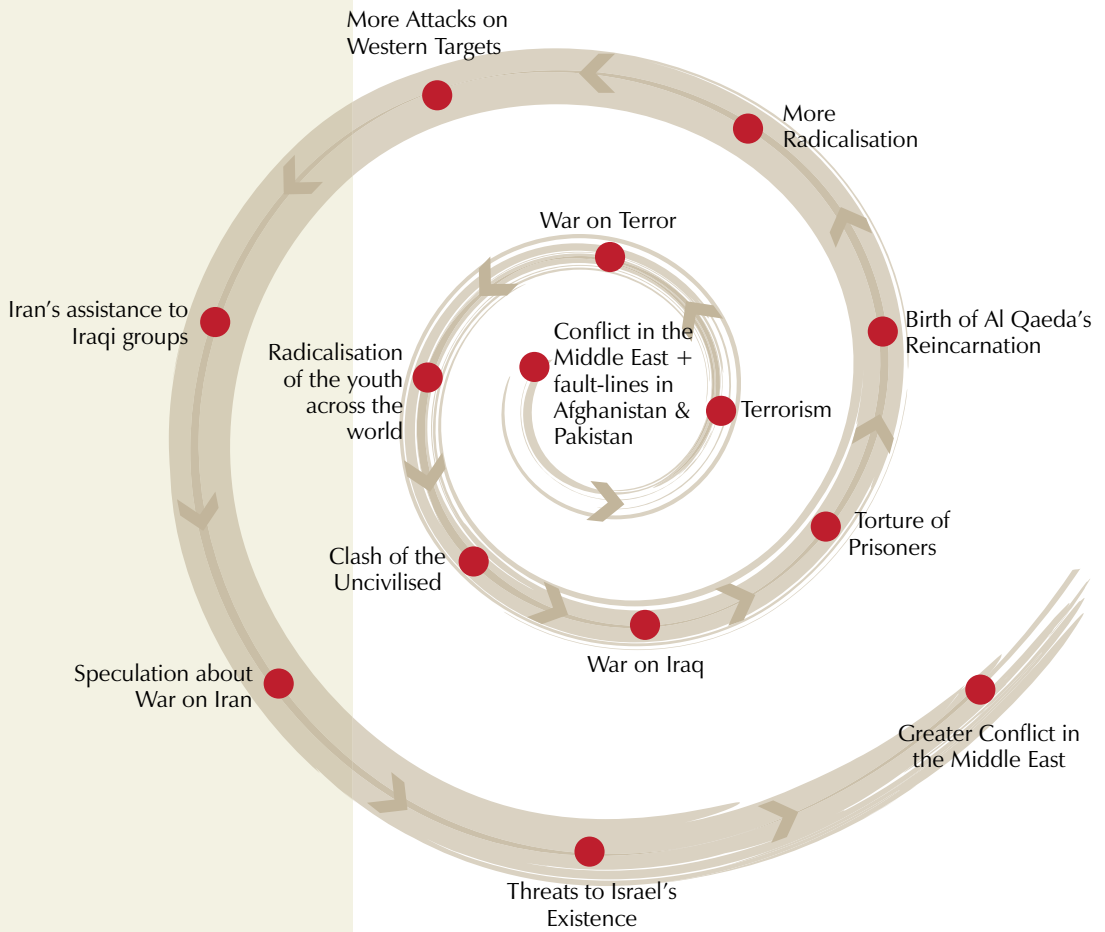 More Attacks on
Western Targets
More
Radicalisation
War on Terror
Iran’s assistance to
Iraqi groups
Radicalisation
of the youth
across the
world
Conflict in the
Middle East +
fault-lines in
Afghanistan &
Pakistan
Terrorism
Birth of Al Qaeda’s
Reincarnation
Clash of the
Uncivilised
Torture of
Prisoners
War on Iraq
Speculation about
War on Iran
Greater Conflict in
the Middle East
Threats to Israel’s
Existence